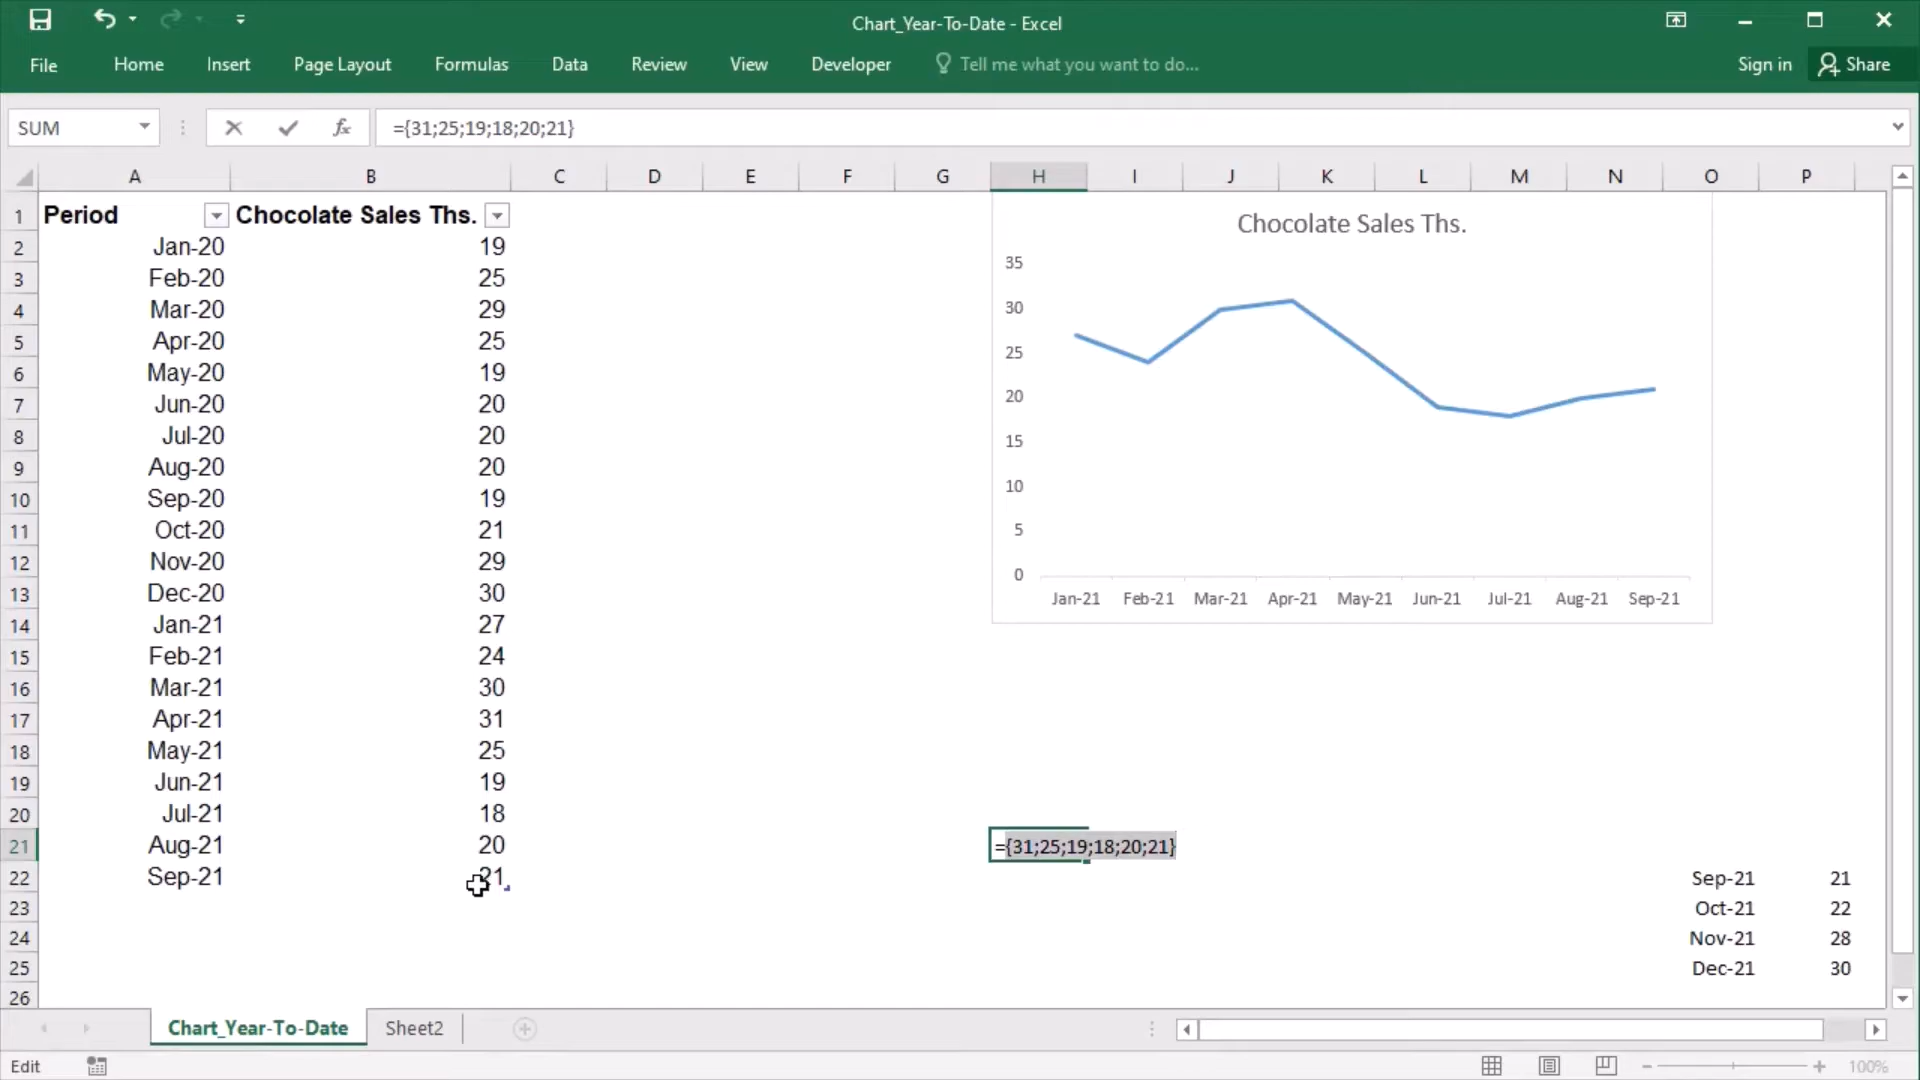 Chart_Year-To-Date - Excel
File Home Insert Page Layout Formulas Data Review View Developer Tell me what you want to do... Sign in Share
SUM fx ={31;25;19;18;20;21}
A B C D E F G H I J K L M N O P
1 Period Chocolate Sales Ths.
2 Jan-20 19
3 Feb-20 25
4 Mar-20 29
5 Apr-20 25
6 May-20 19
7 Jun-20 20
8 Jul-20 20
9 Aug-20 20
10 Sep-20 19
11 Oct-20 21
12 Nov-20 29
13 Dec-20 30
14 Jan-21 27
15 Feb-21 24
16 Mar-21 30
17 Apr-21 31
18 May-21 25
19 Jun-21 19
20 Jul-21 18
21 Aug-21 20
22 Sep-21 21
23
24
25
26
Chocolate Sales Ths.
35
30
25
20
15
10
5
0
Jan-21 Feb-21 Mar-21 Apr-21 May-21 Jun-21 Jul-21 Aug-21 Sep-21
={31;25;19;18;20;21}
Sep-21 21
Oct-21 22
Nov-21 28
Dec-21 30
Chart_Year-To-Date Sheet2
Edit 100%